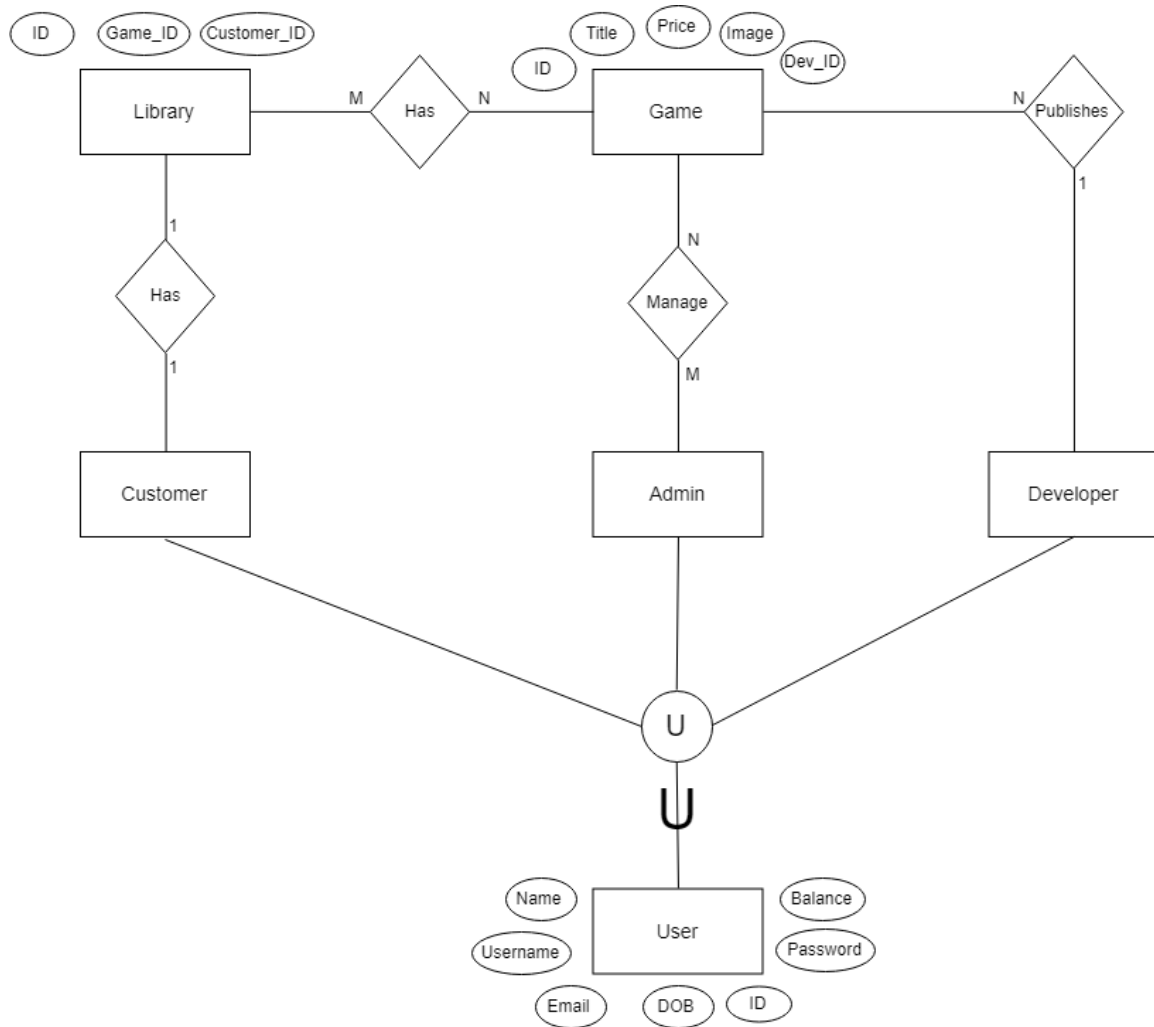 ID
Game_ID
Customer_ID
ID
Title
Price
Image
Dev_ID
Library
M
Has
N
Game
N
Publishes
1
1
Has
1
N
Manage
M
Customer
Admin
Developer
U
U
Name
Balance
User
Username
Password
Email
DOB
ID